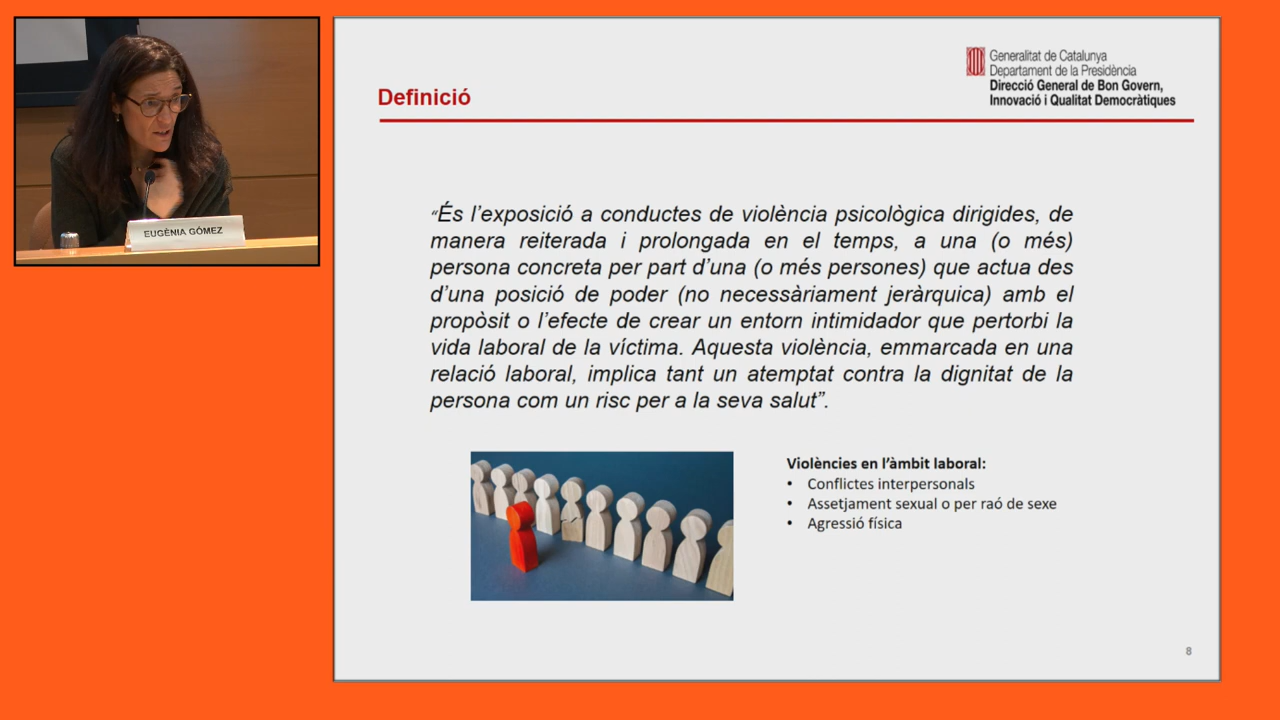 EUGÈNIA GÓMEZ
Generalitat de Catalunya
Departament de la Presidència
Direcció General de Bon Govern,
Innovació i Qualitat Democràtiques
Definició
“És l’exposició a conductes de violència psicològica dirigides, de
manera reiterada i prolongada en el temps, a una (o més)
persona concreta per part d’una (o més persones) que actua des
d’una posició de poder (no necessàriament jeràrquica) amb el
propòsit o l’efecte de crear un entorn intimidador que pertorbi la
vida laboral de la víctima. Aquesta violència, emmarcada en una
relació laboral, implica tant un atemptat contra la dignitat de la
persona com un risc per a la seva salut”.
Violències en l’àmbit laboral:
• Conflictes interpersonals
• Assetjament sexual o per raó de sexe
• Agressió física
8